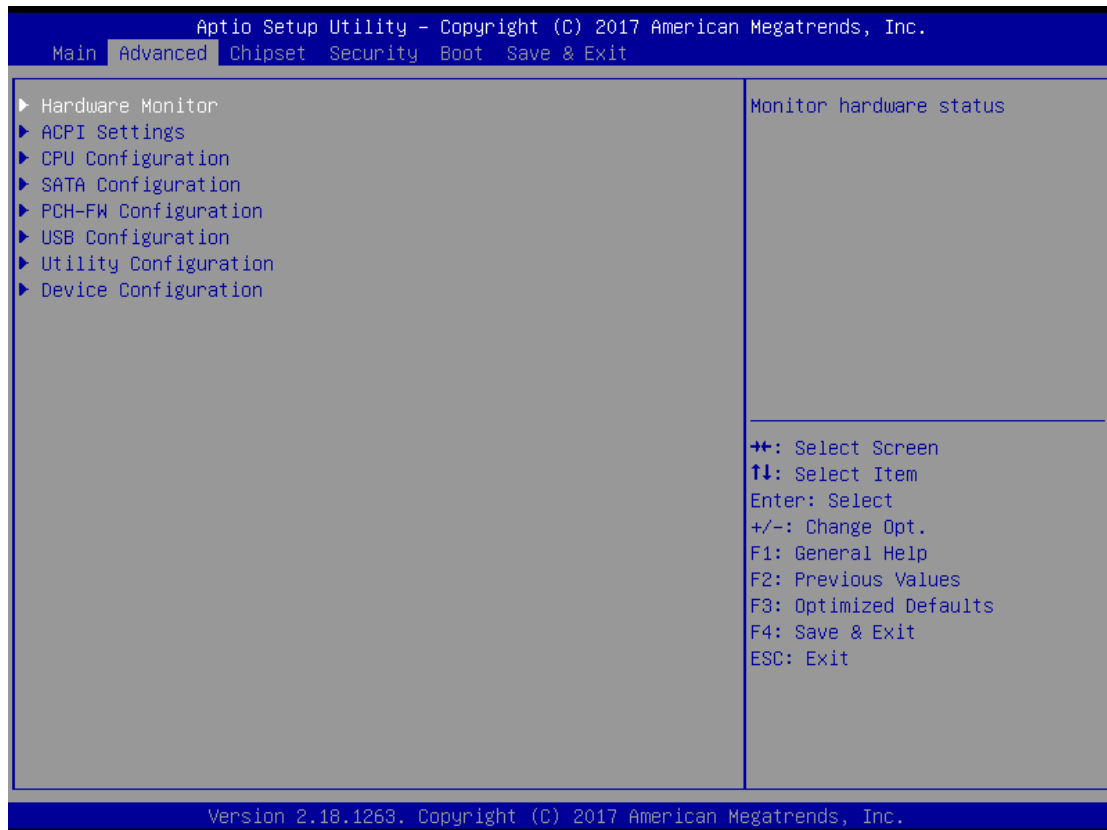 Aptio Setup Utility – Copyright (C) 2017 American Megatrends, Inc.
Main Advanced Chipset Security Boot Save & Exit
▶ Hardware Monitor
▶ ACPI Settings
▶ CPU Configuration
▶ SATA Configuration
▶ PCH-FW Configuration
▶ USB Configuration
▶ Utility Configuration
▶ Device Configuration
Monitor hardware status
→←: Select Screen
↑↓: Select Item
Enter: Select
+/-: Change Opt.
F1: General Help
F2: Previous Values
F3: Optimized Defaults
F4: Save & Exit
ESC: Exit
Version 2.18.1263. Copyright (C) 2017 American Megatrends, Inc.